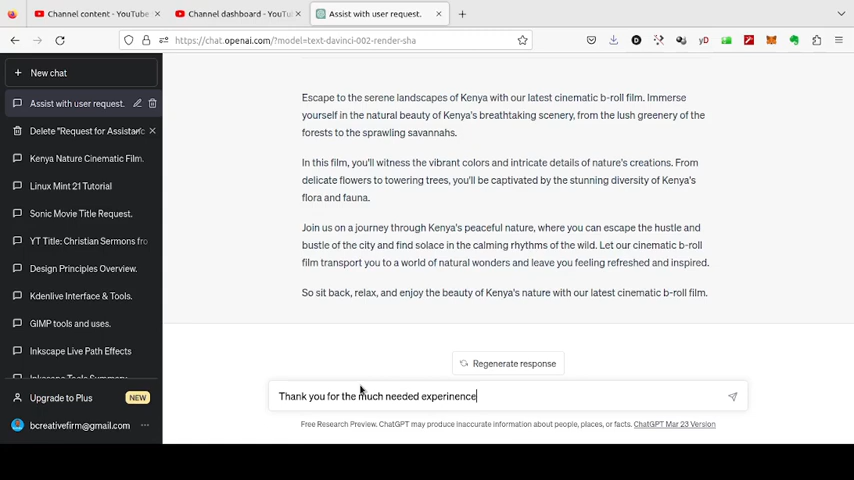 Channel content - YouTube
Channel dashboard - YouTube
Assist with user request.
https://chat.openai.com/?model=text-davinci-002-render-sha
yD
New chat
Assist with user request.
Delete "Request for Assistanc
Kenya Nature Cinematic Film.
Linux Mint 21 Tutorial
Sonic Movie Title Request.
YT Title: Christian Sermons fro
Design Principles Overview.
Kdenlive Interface & Tools.
GIMP tools and uses.
Inkscape Live Path Effects
Inkscape Tools Summary
Upgrade to Plus
NEW
bcreativefirm@gmail.com
Escape to the serene landscapes of Kenya with our latest cinematic b-roll film. Immerse
yourself in the natural beauty of Kenya's breathtaking scenery, from the lush greenery of the
forests to the sprawling savannahs.
In this film, you'll witness the vibrant colors and intricate details of nature's creations. From
delicate flowers to towering trees, you'll be captivated by the stunning diversity of Kenya's
flora and fauna.
Join us on a journey through Kenya's peaceful nature, where you can escape the hustle and
bustle of the city and find solace in the calming rhythms of the wild. Let our cinematic b-roll
film transport you to a world of natural wonders and leave you feeling refreshed and inspired.
So sit back, relax, and enjoy the beauty of Kenya's nature with our latest cinematic b-roll film.
Regenerate response
Thank you for the much needed experinence
Free Research Preview. ChatGPT may produce inaccurate information about people, places, or facts. ChatGPT Mar 23 Version